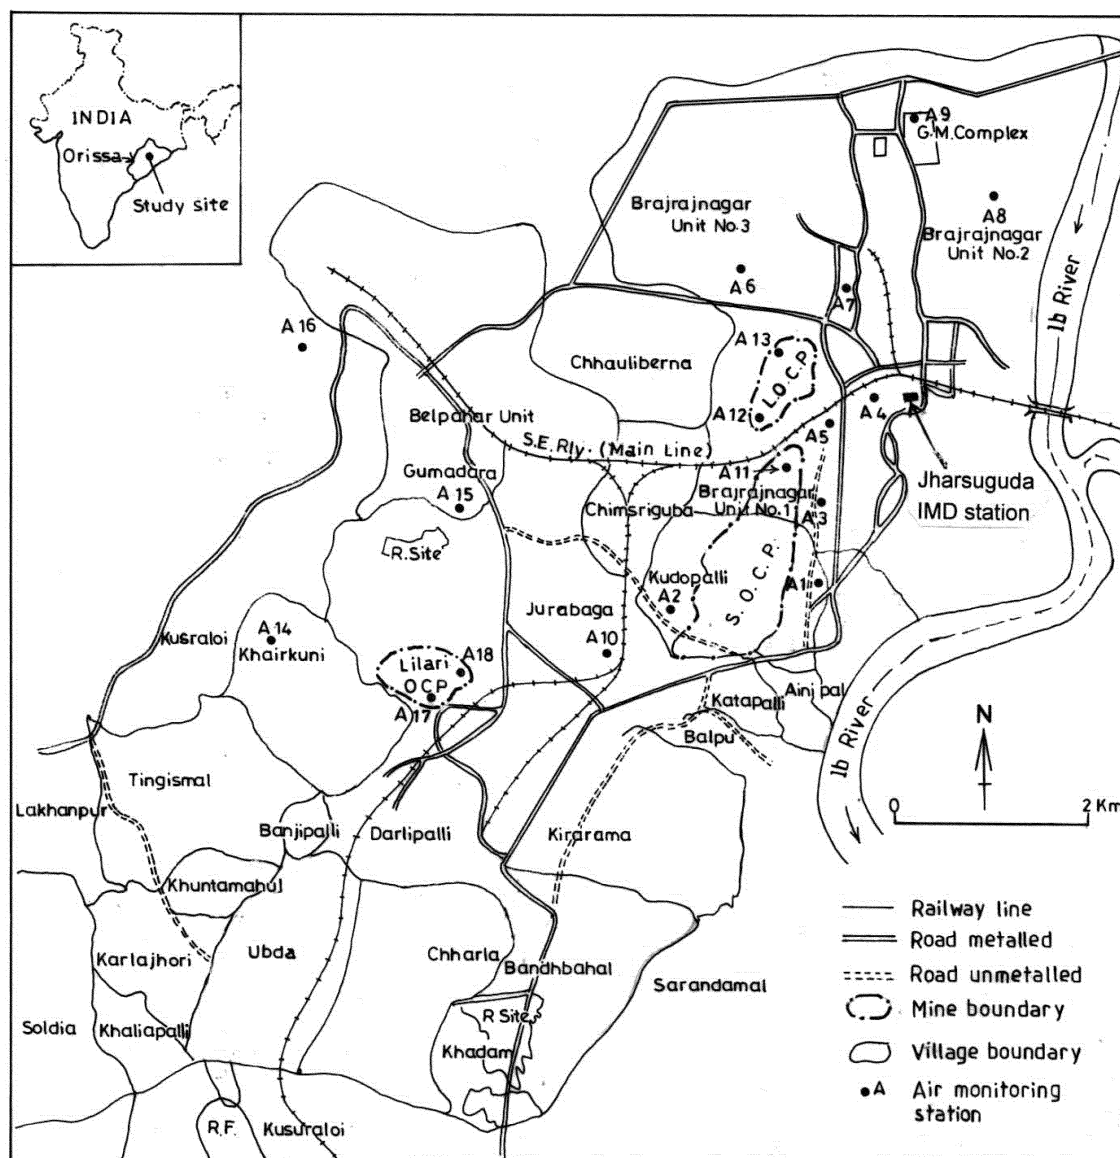 INDIA
Orissa
Study site
A9
G.M.Complex
Brajrajnagar
Unit No.3
A8
Brajrajnagar
Unit No.2
A6
A7
Ib River
A16
A13
Chhauliberna
L.O.C.P.
A12
A4
A5
Belpahar Unit
S.E.Rly. (Main Line)
Gumadara
A15
A11
Brajrajnagar
Unit No.1
Jharsuguda
IMD station
Chimsriguba
A3
R.Site
Kudopalli
S.O.C.P.
A1
A2
Jurabaga
A14
Kusraloi
Khairkuni
A10
Lilari
OCP
A18
A17
Katapalli
Ainjpal
Balpu
Ib River
N
0
2 Km
Tingismal
Lakhanpur
Banjipalli
Darlipalli
Kirarama
Khuntamahul
Karlajhori
Ubda
Chharla
Bandhbahal
Sarandamal
Soldia
Khaliapalli
R Site
Khadam
R.F.
Kusuraloi
Railway line
Road metalled
Road unmetalled
Mine boundary
Village boundary
A
Air monitoring
station